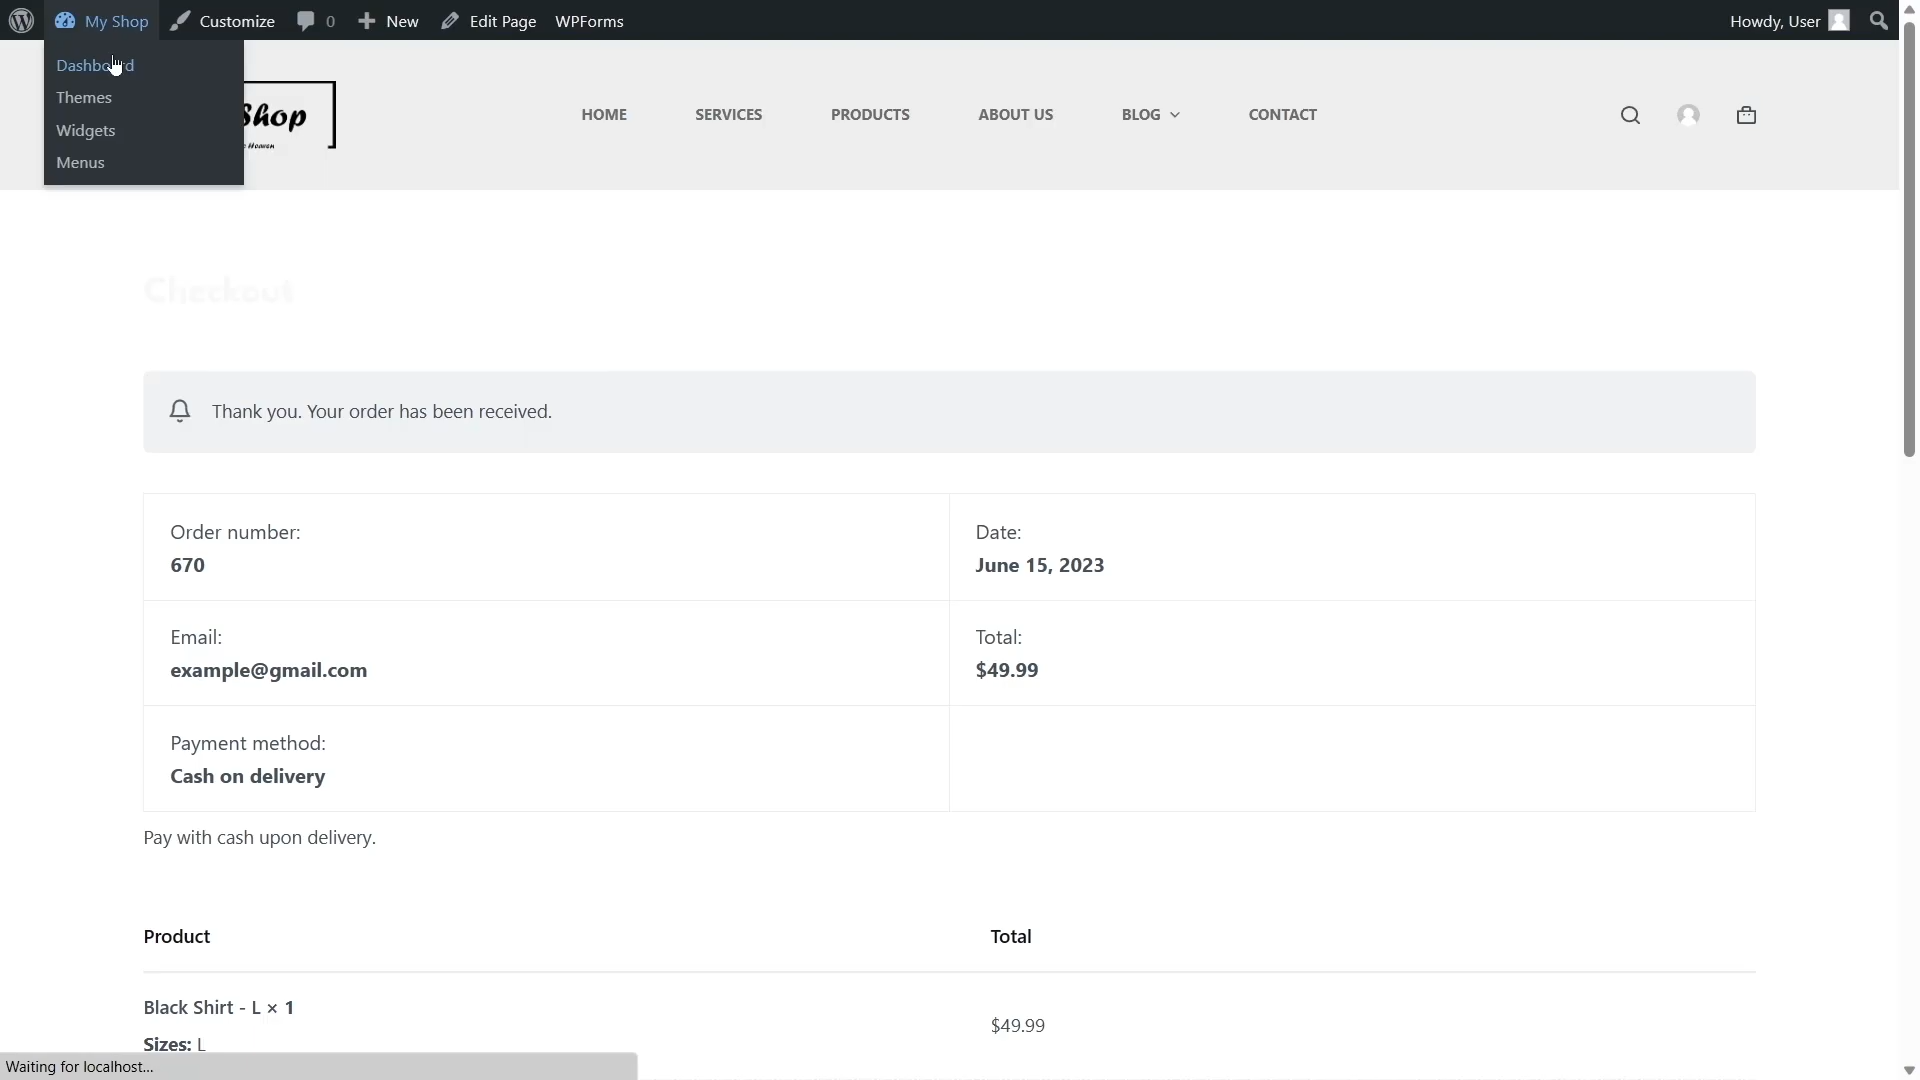 My Shop
Customize
0
New
Edit Page
WPForms
Howdy, User
Dashboard
Themes
Widgets
Menus
Shop
HOME
SERVICES
PRODUCTS
ABOUT US
BLOG
CONTACT
Checkout
Thank you. Your order has been received.
Order number:
670
Date:
June 15, 2023
Email:
example@gmail.com
Total:
$49.99
Payment method:
Cash on delivery
Pay with cash upon delivery.
Product
Total
Black Shirt - L × 1
$49.99
Sizes: L
Waiting for localhost...